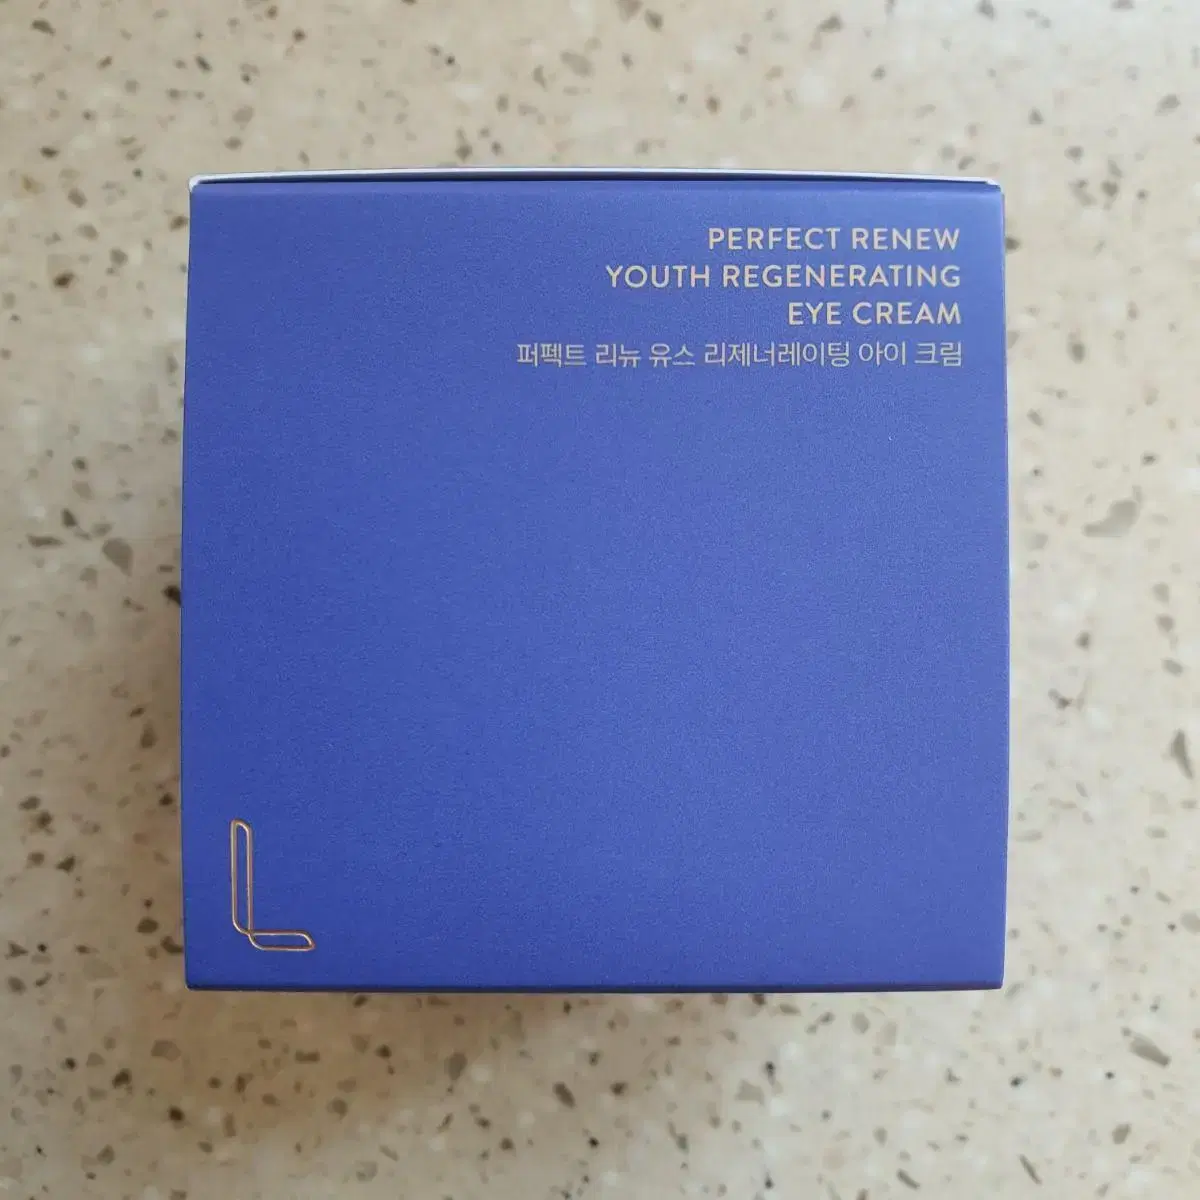 PERFECT RENEW
YOUTH REGENERATING
EYE CREAM
퍼펙트 리뉴 유스 리제너레이팅 아이 크림
L